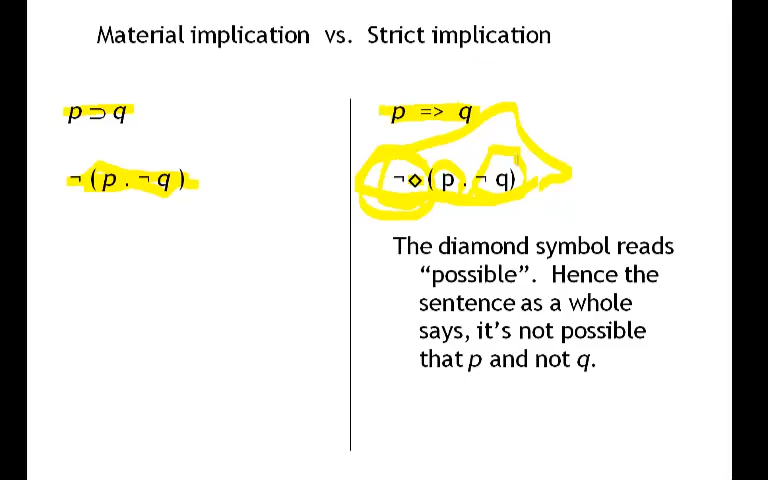 Material implication vs. Strict implication
p ⊃ q
¬ ( p . ¬ q )
p => q
¬◇( p . ¬ q)
The diamond symbol reads
“possible”. Hence the
sentence as a whole
says, it’s not possible
that p and not q.